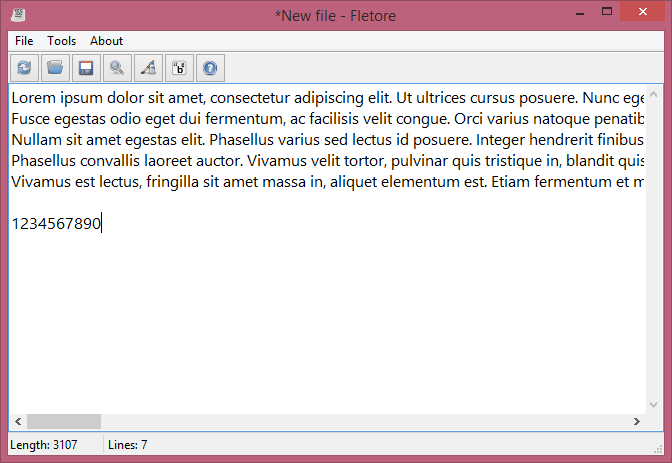 *New file - Fletore
File Tools About
Lorem ipsum dolor sit amet, consectetur adipiscing elit. Ut ultrices cursus posuere. Nunc ege
Fusce egestas odio eget dui fermentum, ac facilisis velit congue. Orci varius natoque penatib
Nullam sit amet egestas elit. Phasellus varius sed lectus id posuere. Integer hendrerit finibus
Phasellus convallis laoreet auctor. Vivamus velit tortor, pulvinar quis tristique in, blandit quis
Vivamus est lectus, fringilla sit amet massa in, aliquet elementum est. Etiam fermentum et m
1234567890
Length: 3107 Lines: 7